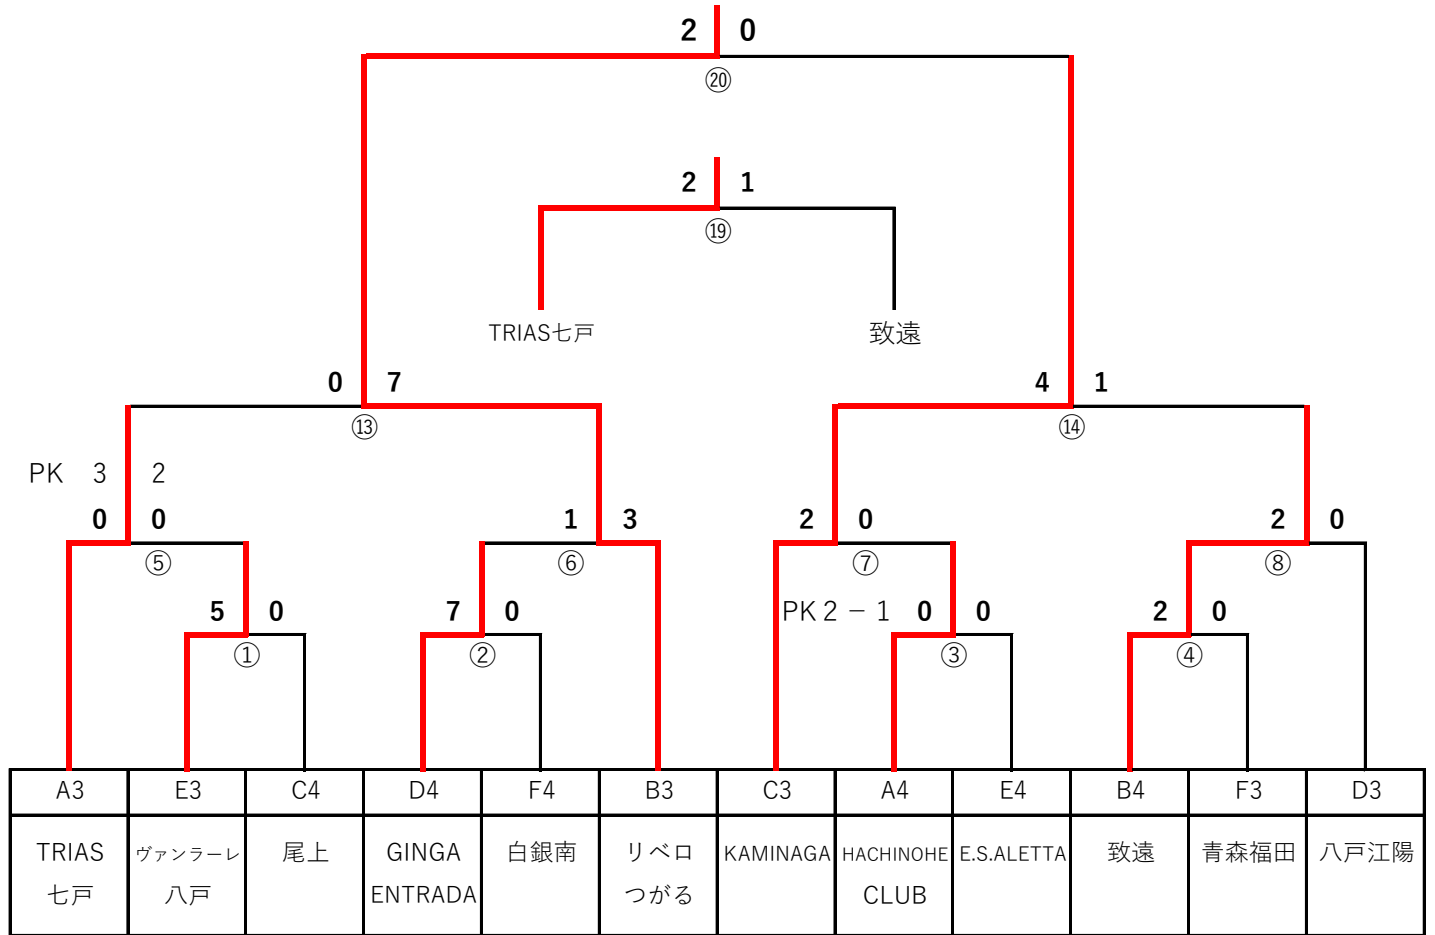 2 0
⑳
2 1
⑲
TRIAS七戸 致遠
0 7 4 1
⑬ ⑭
PK 3 2
0 0 1 3 2 0 2 0
⑤ ⑥ ⑦ ⑧
5 0 7 0 PK 2 − 1 0 0 2 0
① ② ③ ④
A3 E3 C4 D4 F4 B3 C3 A4 E4 B4 F3 D3
TRIAS ヴァンラーレ 尾上 GINGA 白銀南 リベロ KAMINAGA HACHINOHE E.S.ALETTA 致遠 青森福田 八戸江陽
七戸 八戸 ENTRADA つがる CLUB